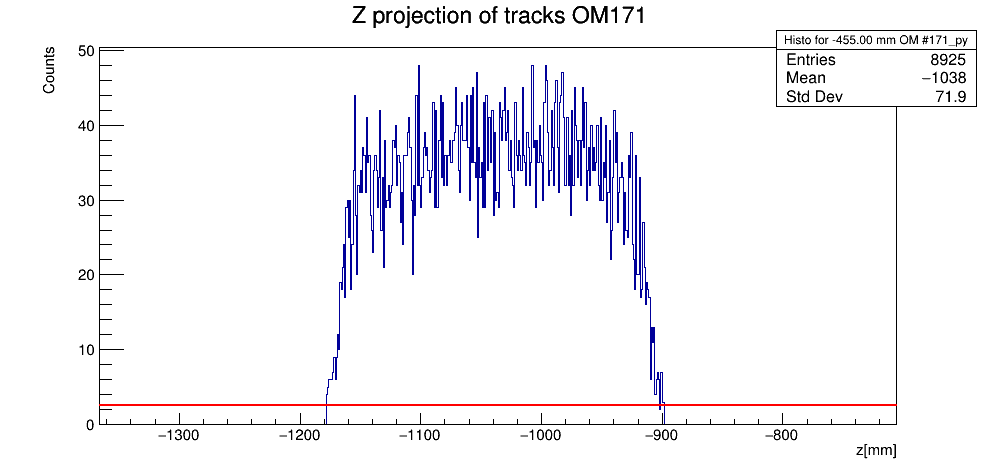 Z projection of tracks OM171
Histo for -455.00 mm OM #171_py
Entries 8925
Mean −1038
Std Dev 71.9
Counts
50
40
30
20
10
0
−1300 −1200 −1100 −1000 −900 −800
z[mm]